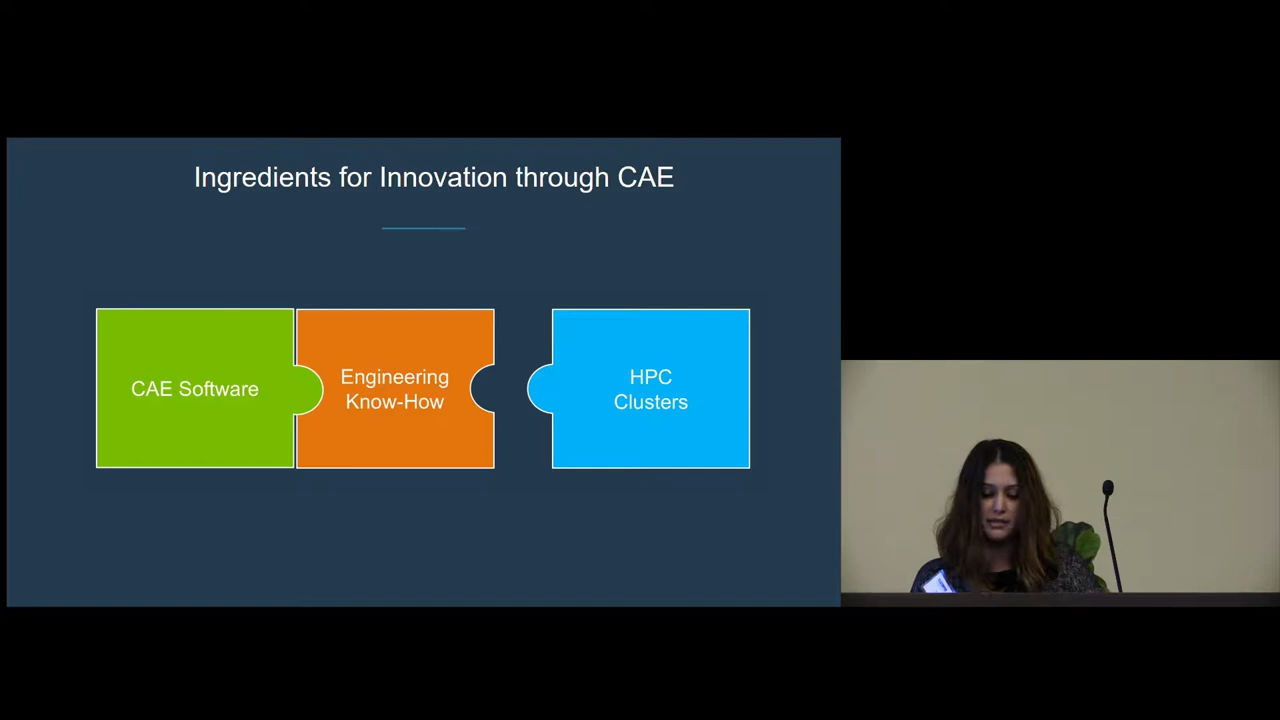 Ingredients for Innovation through CAE
CAE Software
Engineering
Know-How
HPC
Clusters